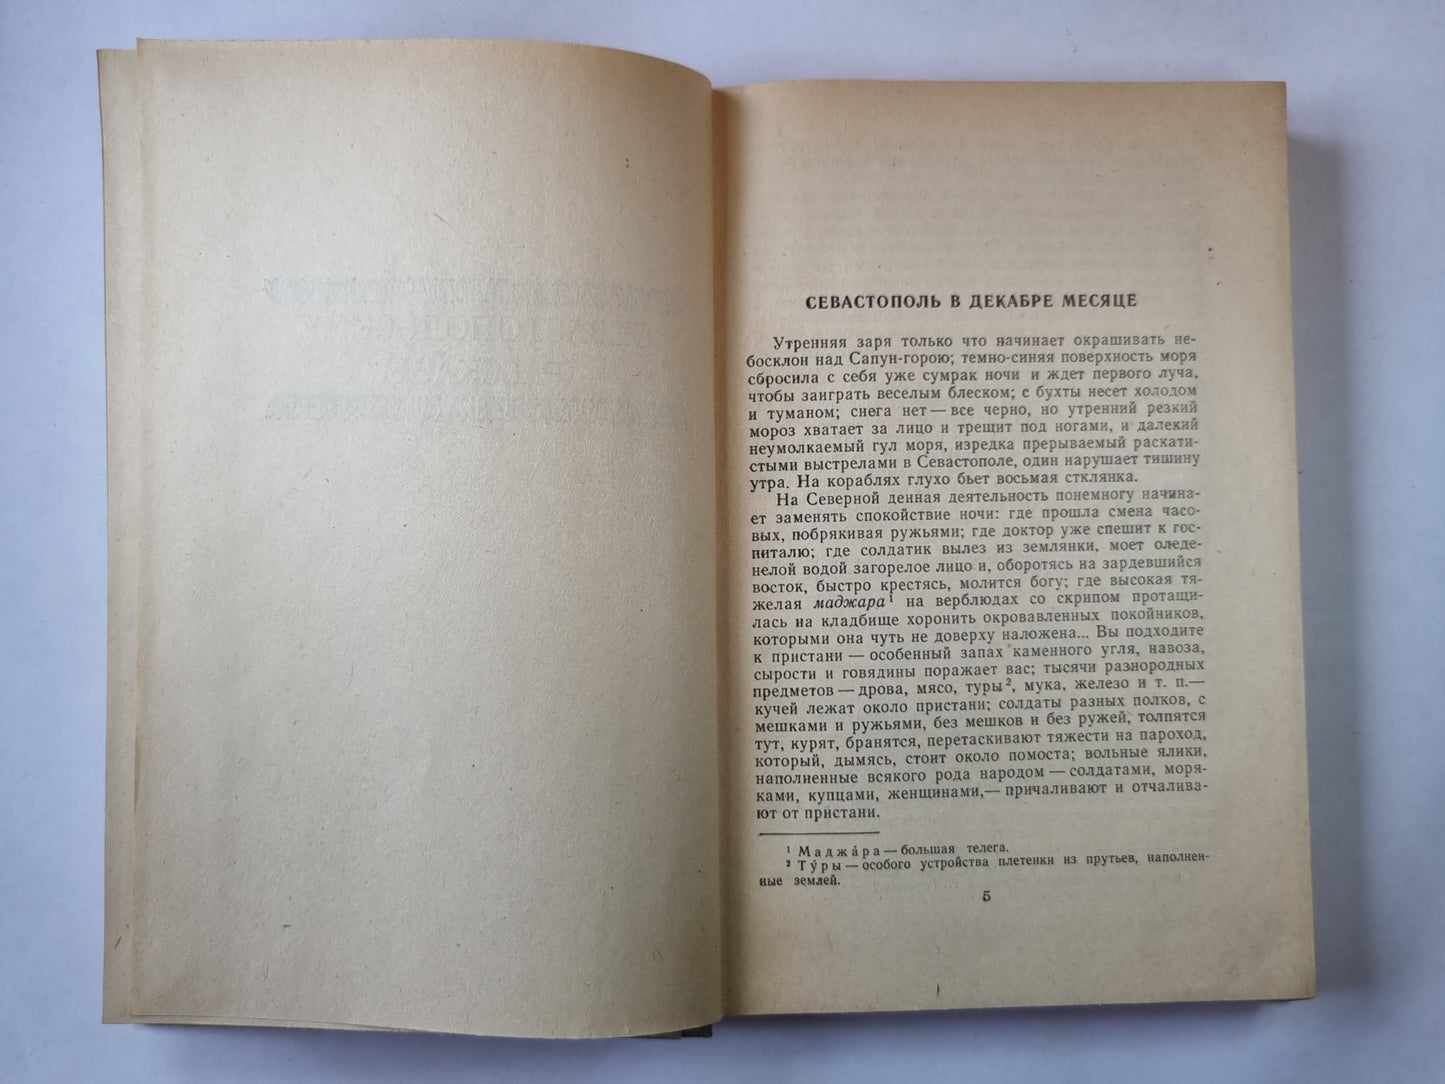 СЕВАСТОПОЛЬ В ДЕКАБРЕ МЕСЯЦЕ
Утренняя заря только что начинает окрашивать не-
босклон над Сапун-горою; темно-синяя поверхность моря
сбросила с себя уже сумрак ночи и ждет первого луча,
чтобы заиграть веселым блеском; с бухты несет холодом
и туманом; снега нет — все черно, но утренний резкий
мороз хватает за лицо и трещит под ногами, и далекий
неумолкаемый гул моря, изредка прерываемый раскати-
стыми выстрелами в Севастополе, один нарушает тишину
утра. На кораблях глухо бьет восьмая стклянка.
На Северной денная деятельность понемногу начина-
ет заменять спокойствие ночи: где прошла смена часо-
вых, побрякивая ружьями; где доктор уже спешит к гос-
питалю; где солдатик вылез из землянки, моет оледе-
нелой водой загорелое лицо и, оборотясь на зардевшийся
восток, быстро крестясь, молится богу; где высокая тя-
желая маджара¹ на верблюдах со скрипом протащи-
лась на кладбище хоронить окровавленных покойников,
которыми она чуть не доверху наложена... Вы подходите
к пристани — особенный запах каменного угля, навоза,
сырости и говядины поражает вас; тысячи разнородных
предметов — дрова, мясо, туры², мука, железо и т. п.—
кучей лежат около пристани; солдаты разных полков, с
мешками и ружьями, без мешков и без ружей, толпятся
тут, курят, бранятся, перетаскивают тяжести на пароход,
который, дымясь, стоит около помоста; вольные ялики,
наполненные всякого рода народом — солдатами, моря-
ками, купцами, женщинами,— причаливают и отчалива-
ют от пристани.
¹ Маджа́ра — большая телега.
² Ту́ры — особого устройства плетенки из прутьев, наполнен-
ные землей.
5